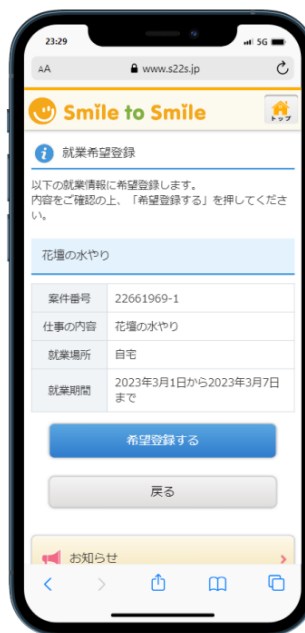 23:29
5G
AA
www.s22s.jp
Smile to Smile
トップ
就業希望登録
以下の就業情報に希望登録します。
内容をご確認の上、「希望登録する」を押してくださ
い。
花壇の水やり
案件番号 22661969-1
仕事の内容 花壇の水やり
就業場所 自宅
就業期間 2023年3月1日から2023年3月7日
まで
希望登録する
戻る
お知らせ